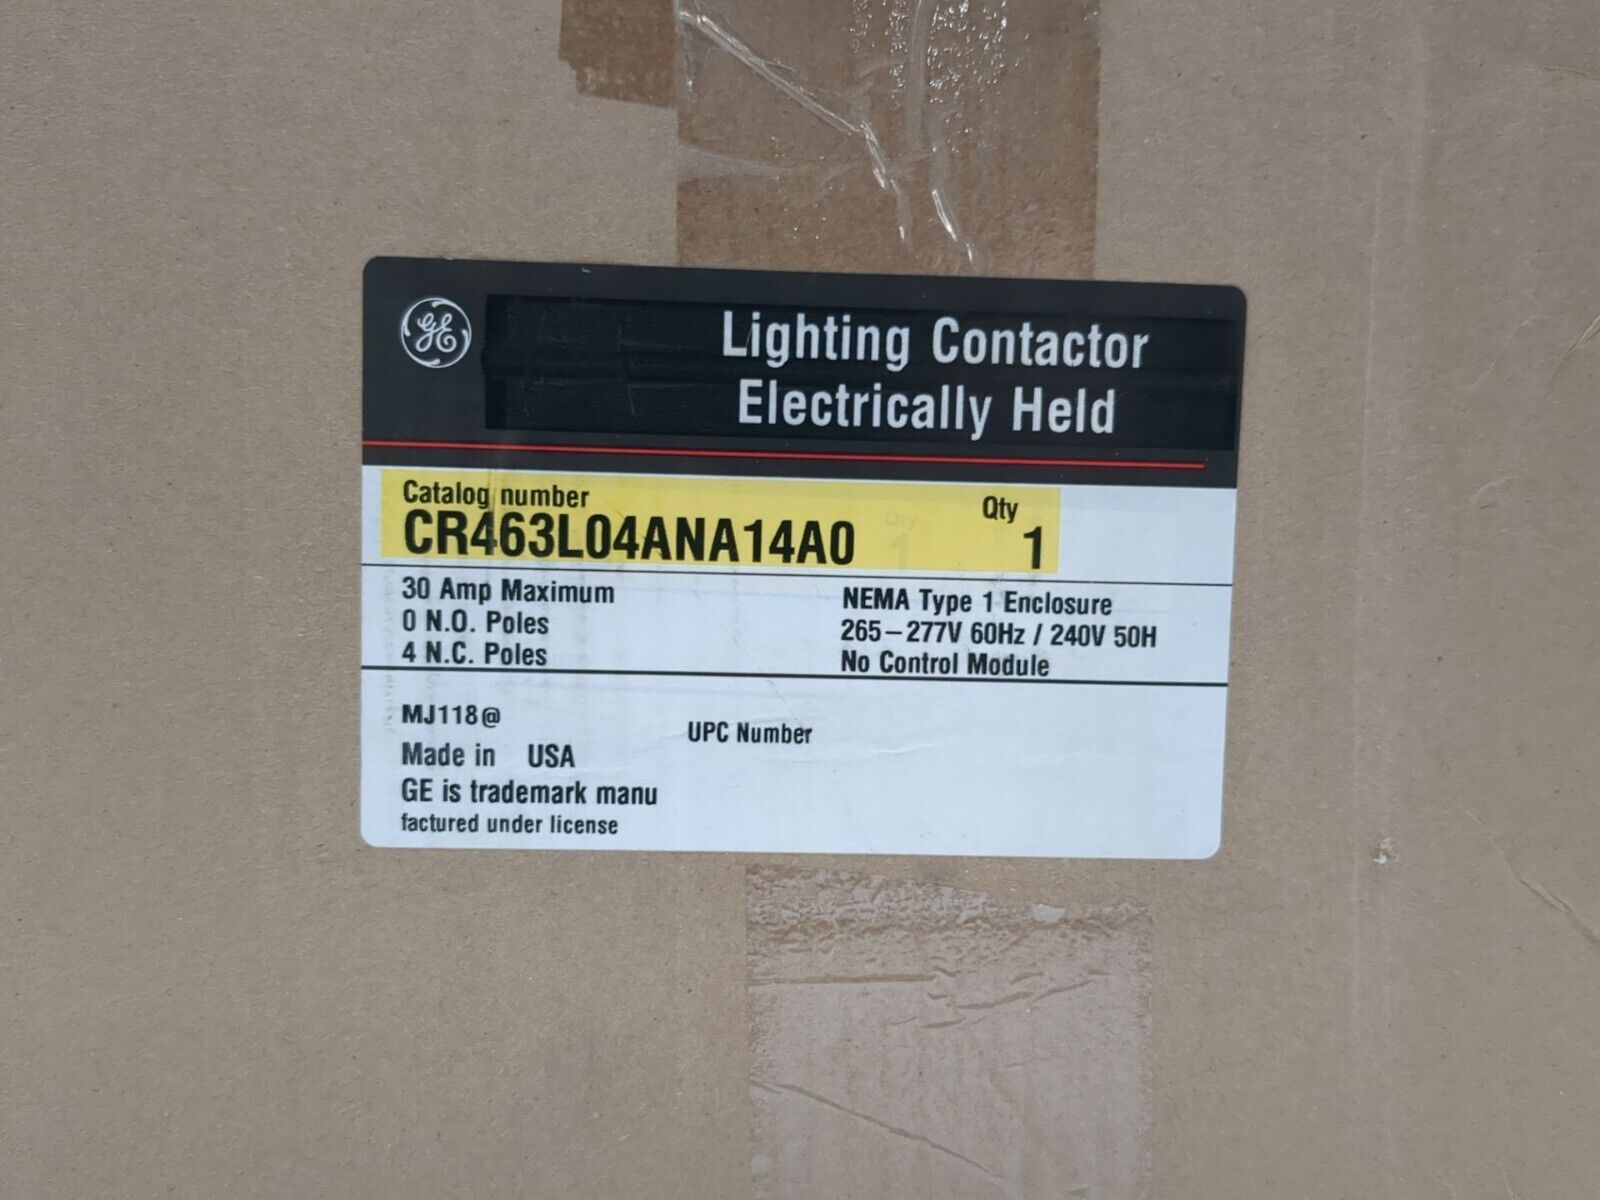 GE
Lighting Contactor
Electrically Held
Catalog number Qty
CR463L04ANA14A0 1
30 Amp Maximum
0 N.O. Poles
4 N.C. Poles
NEMA Type 1 Enclosure
265-277V 60Hz / 240V 50H
No Control Module
MJ118@
UPC Number
Made in USA
GE is trademark manu
factured under license